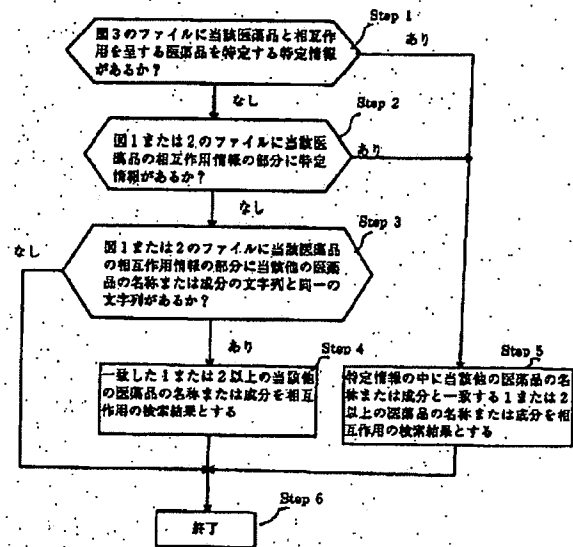 Step 1
図3のファイルに当該医薬品と相互作
用を呈する医薬品を特定する特定情報
があるか?
あり
なし
Step 2
図1または2のファイルに当該医
薬品の相互作用情報の部分に特定
情報があるか?
あり
なし
Step 3
図1または2のファイルに当該医薬品
の相互作用情報の部分に当該他の医薬
品の名称または成分の文字列と同一の
文字列があるか?
なし
あり
Step 4
一致した1または2以上の当該他
の医薬品の名称または成分を相互
作用の検索結果とする
Step 5
特定情報の中に当該他の医薬品の名
称または成分と一致する1または2
以上の医薬品の名称または成分を相
互作用の検索結果とする
Step 6
終了